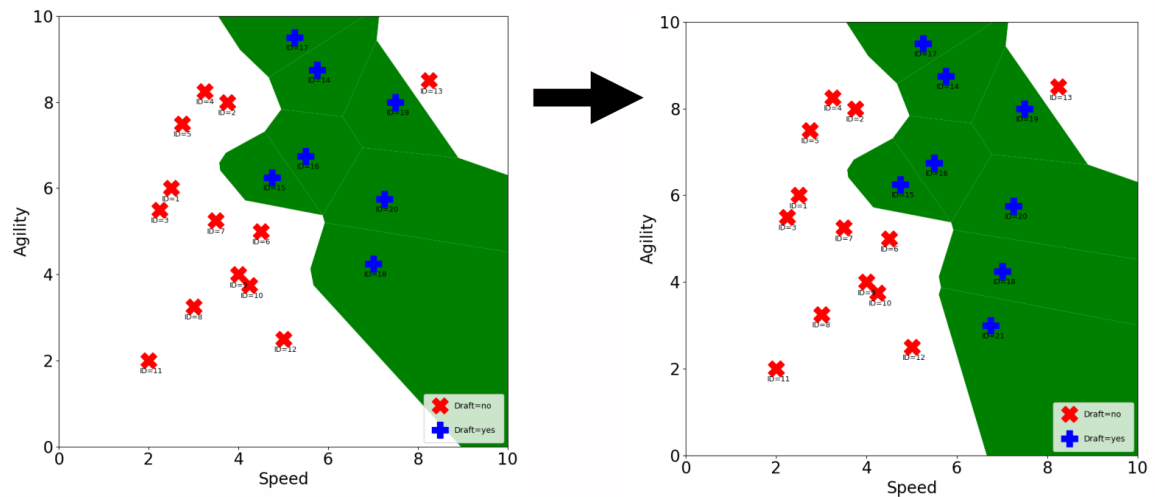 10
8
6
4
2
0
Agility
ID=17
ID=14
ID=4
ID=2
ID=13
ID=19
ID=5
ID=16
ID=15
ID=1
ID=3
ID=20
ID=7
ID=6
ID=18
ID=10
ID=8
ID=12
ID=11
Draft=no
Draft=yes
0 2 4 6 8 10
Speed
10
8
6
4
2
0
Agility
ID=17
ID=14
ID=4
ID=2
ID=13
ID=19
ID=5
ID=16
ID=15
ID=1
ID=3
ID=20
ID=7
ID=6
ID=18
ID=10
ID=8
ID=21
ID=12
ID=11
Draft=no
Draft=yes
0 2 4 6 8 10
Speed